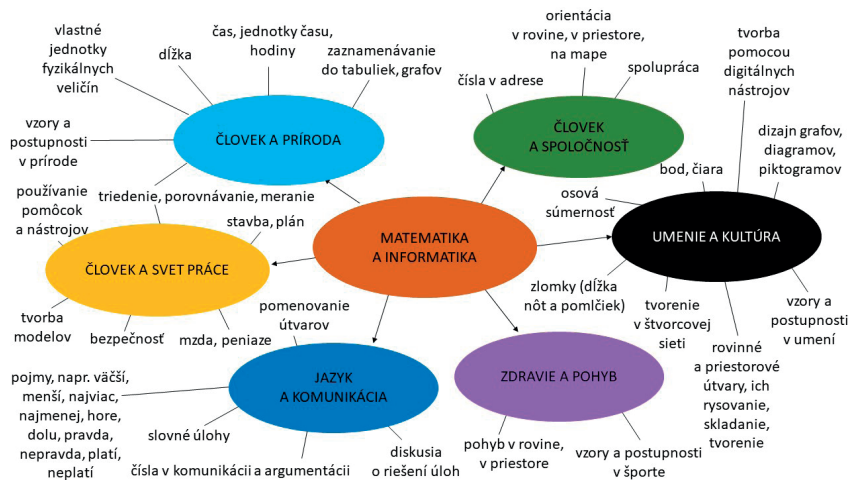 vlastné
jednotky
fyzikálnych
veličín
dĺžka
čas, jednotky času,
hodiny
zaznamenávanie
do tabuliek, grafov
vzory a
postupnosti
v prírode
ČLOVEK A PRÍRODA
triedenie, porovnávanie, meranie
čísla v adrese
orientácia
v rovine, v priestore,
na mape
spolupráca
ČLOVEK
A SPOLOČNOSŤ
tvorba
pomocou
digitálnych
nástrojov
dizajn grafov,
diagramov,
piktogramov
bod, čiara
osová
súmernosť
UMENIE A KULTÚRA
zlomky (dĺžka
nôt a pomlčiek)
tvorenie
v štvorcovej
sieti
rovinné
a priestorové
útvary, ich
rysovanie,
skladanie,
tvorenie
vzory a
postupnosti
v umení
MATEMATIKA
A INFORMATIKA
používanie
pomôcok
a nástrojov
stavba, plán
ČLOVEK A SVET PRÁCE
tvorba
modelov
bezpečnosť
mzda, peniaze
pomenovanie
útvarov
JAZYK
A KOMUNIKÁCIA
pojmy, napr. väčší,
menší, najviac,
najmenej, hore,
dolu, pravda,
nepravda, platí,
neplatí
slovné úlohy
čísla v komunikácii a argumentácii
diskusia
o riešení úloh
ZDRAVIE A POHYB
pohyb v rovine,
v priestore
vzory a postupnosti
v športe